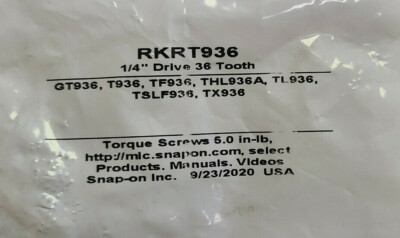 RKRT936
1/4" Drive 36 Tooth
GT936, T936, TF936, THL936A, TL936,
TSLF936, TX936
Torque Screws 5.0 in-lb,
http://mlc.snapon.com, select
Products. Manuals. Videos
Snap-on Inc. 9/23/2020 USA